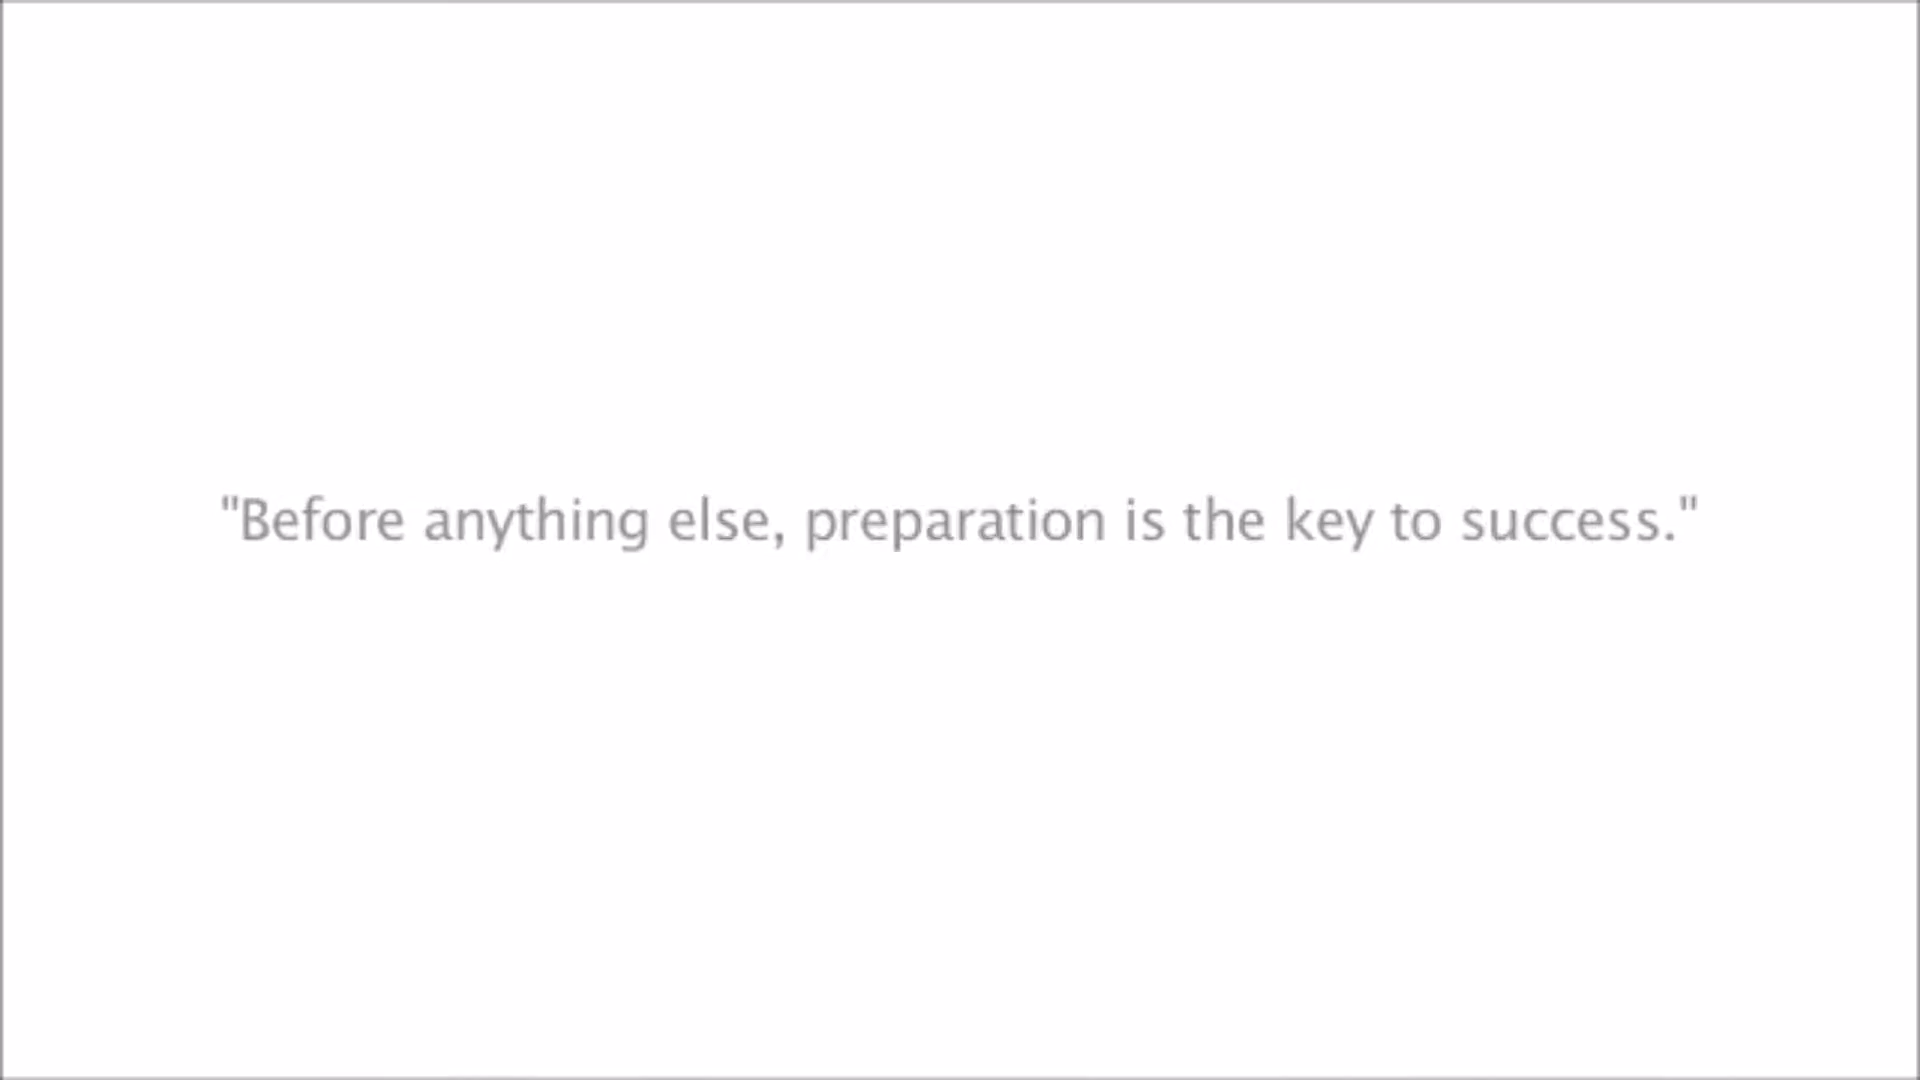 "Before anything else, preparation is the key to success."